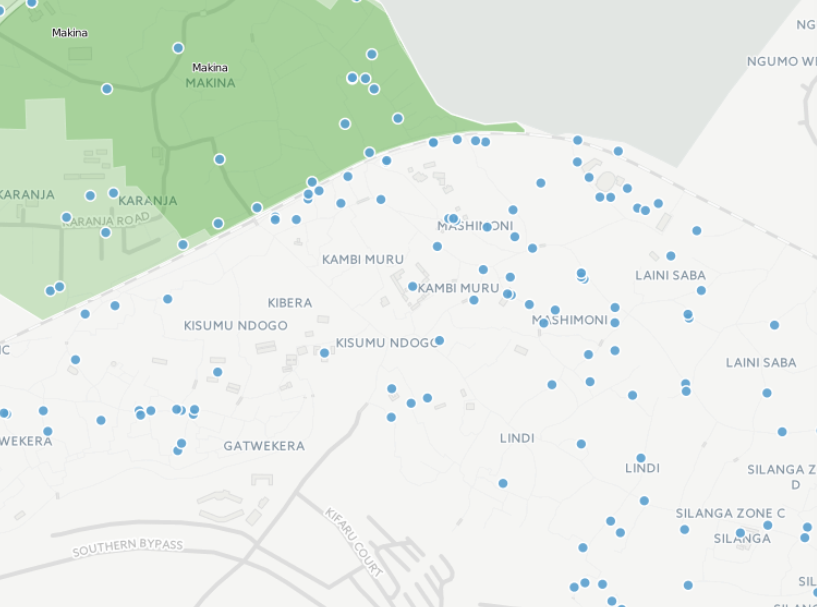 NG
Makina
NGUMO WE
Makina
MAKINA
KARANJA
KARANJA
KARANJA ROAD
MASHIMONI
KAMBI MURU
LAINI SABA
KAMBI MURU
KIBERA
MASHIMONI
KISUMU NDOGO
KISUMU NDOGO
IC
LAINI SABA
LINDI
WEKERA
GATWEKERA
LINDI
SILANGA Z
D
SILANGA ZONE C
KIFARU COURT
SILANGA
SOUTHERN BYPASS
SIL
SILANG